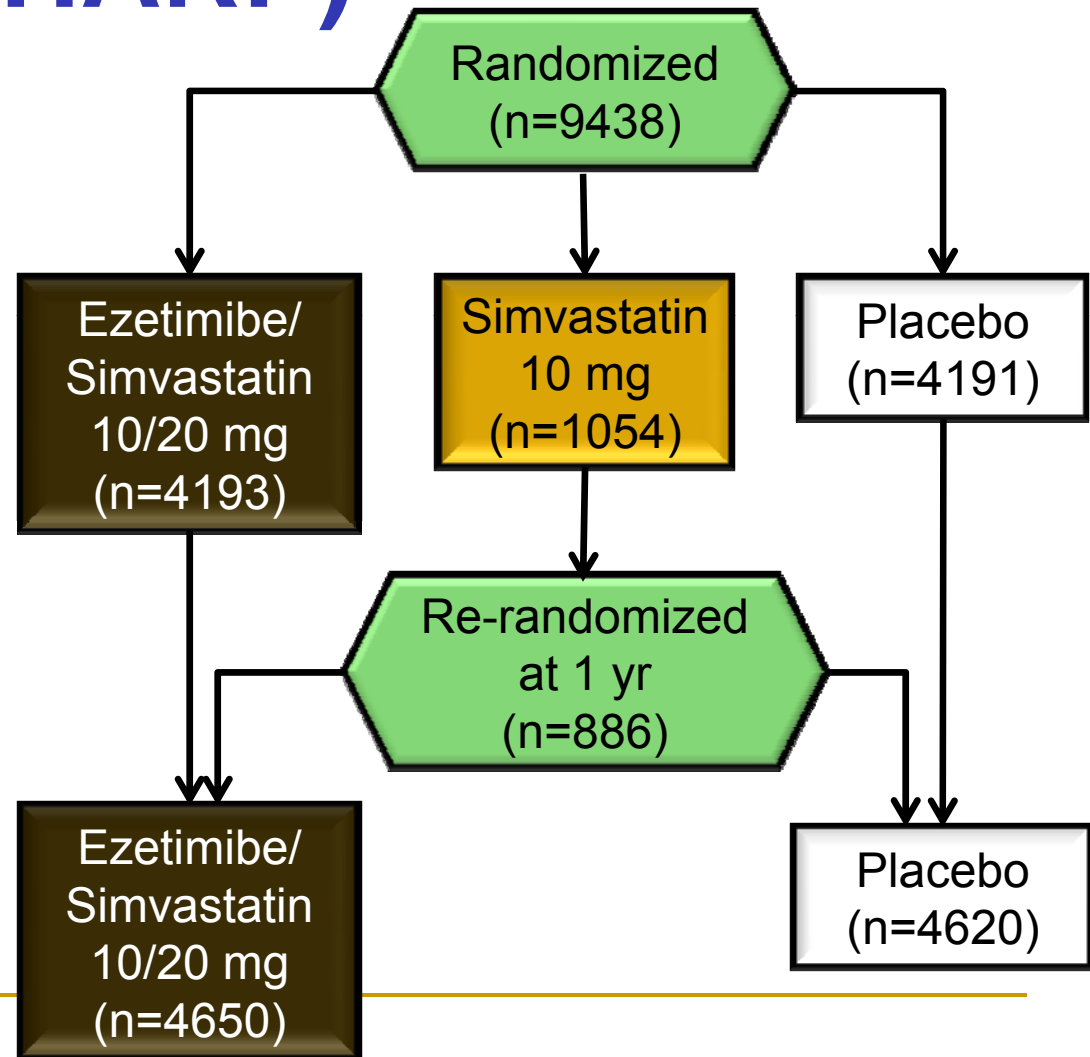 Randomized
(n=9438)
Ezetimibe/
Simvastatin
10/20 mg
(n=4193)
Simvastatin
10 mg
(n=1054)
Placebo
(n=4191)
Re-randomized
at 1 yr
(n=886)
Ezetimibe/
Simvastatin
10/20 mg
(n=4650)
Placebo
(n=4620)